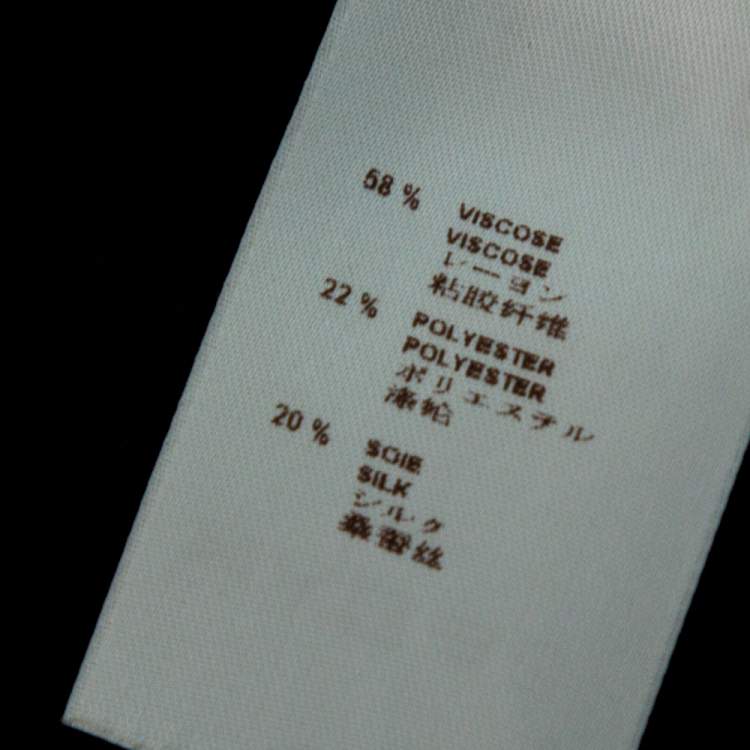 58 %
VISCOSE
VISCOSE
レーヨン
粘胶纤维
22 %
POLYESTER
POLYESTER
ポリエステル
涤纶
20 %
SOIE
SILK
シルク
桑蚕丝